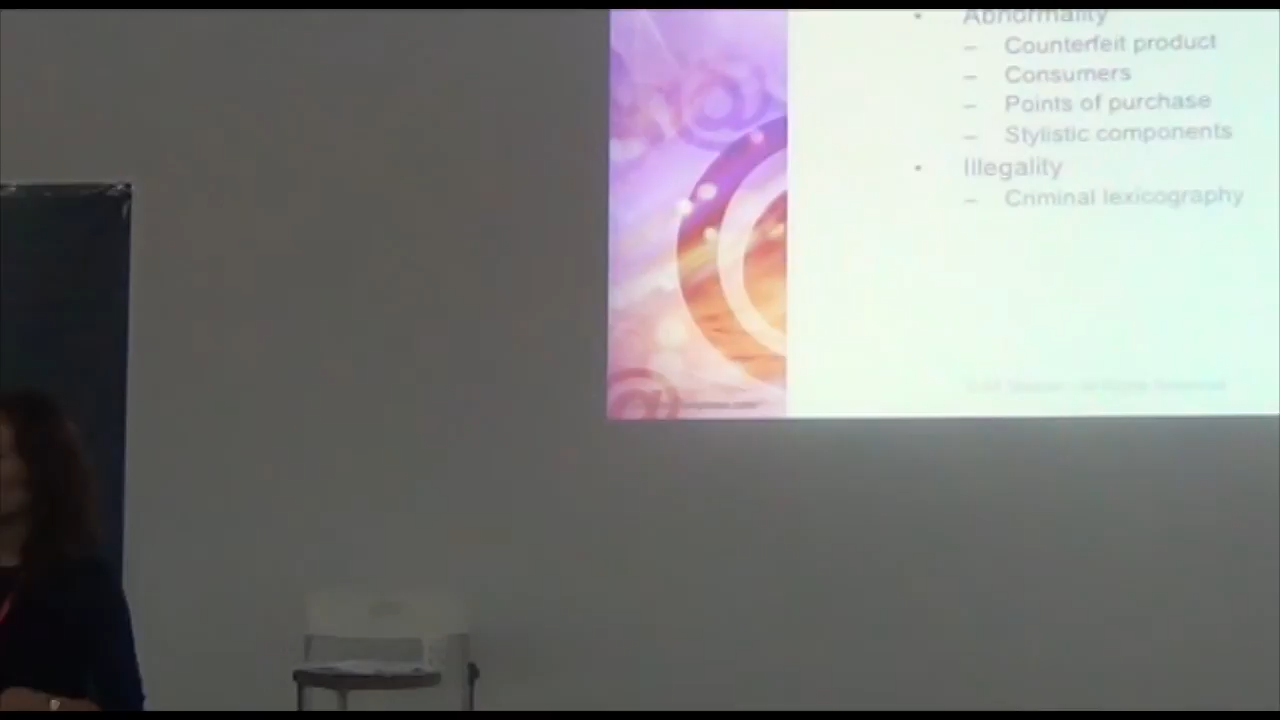 • Abnormality
– Counterfeit product
– Consumers
– Points of purchase
– Stylistic components
• Illegality
– Criminal lexicography
@
@